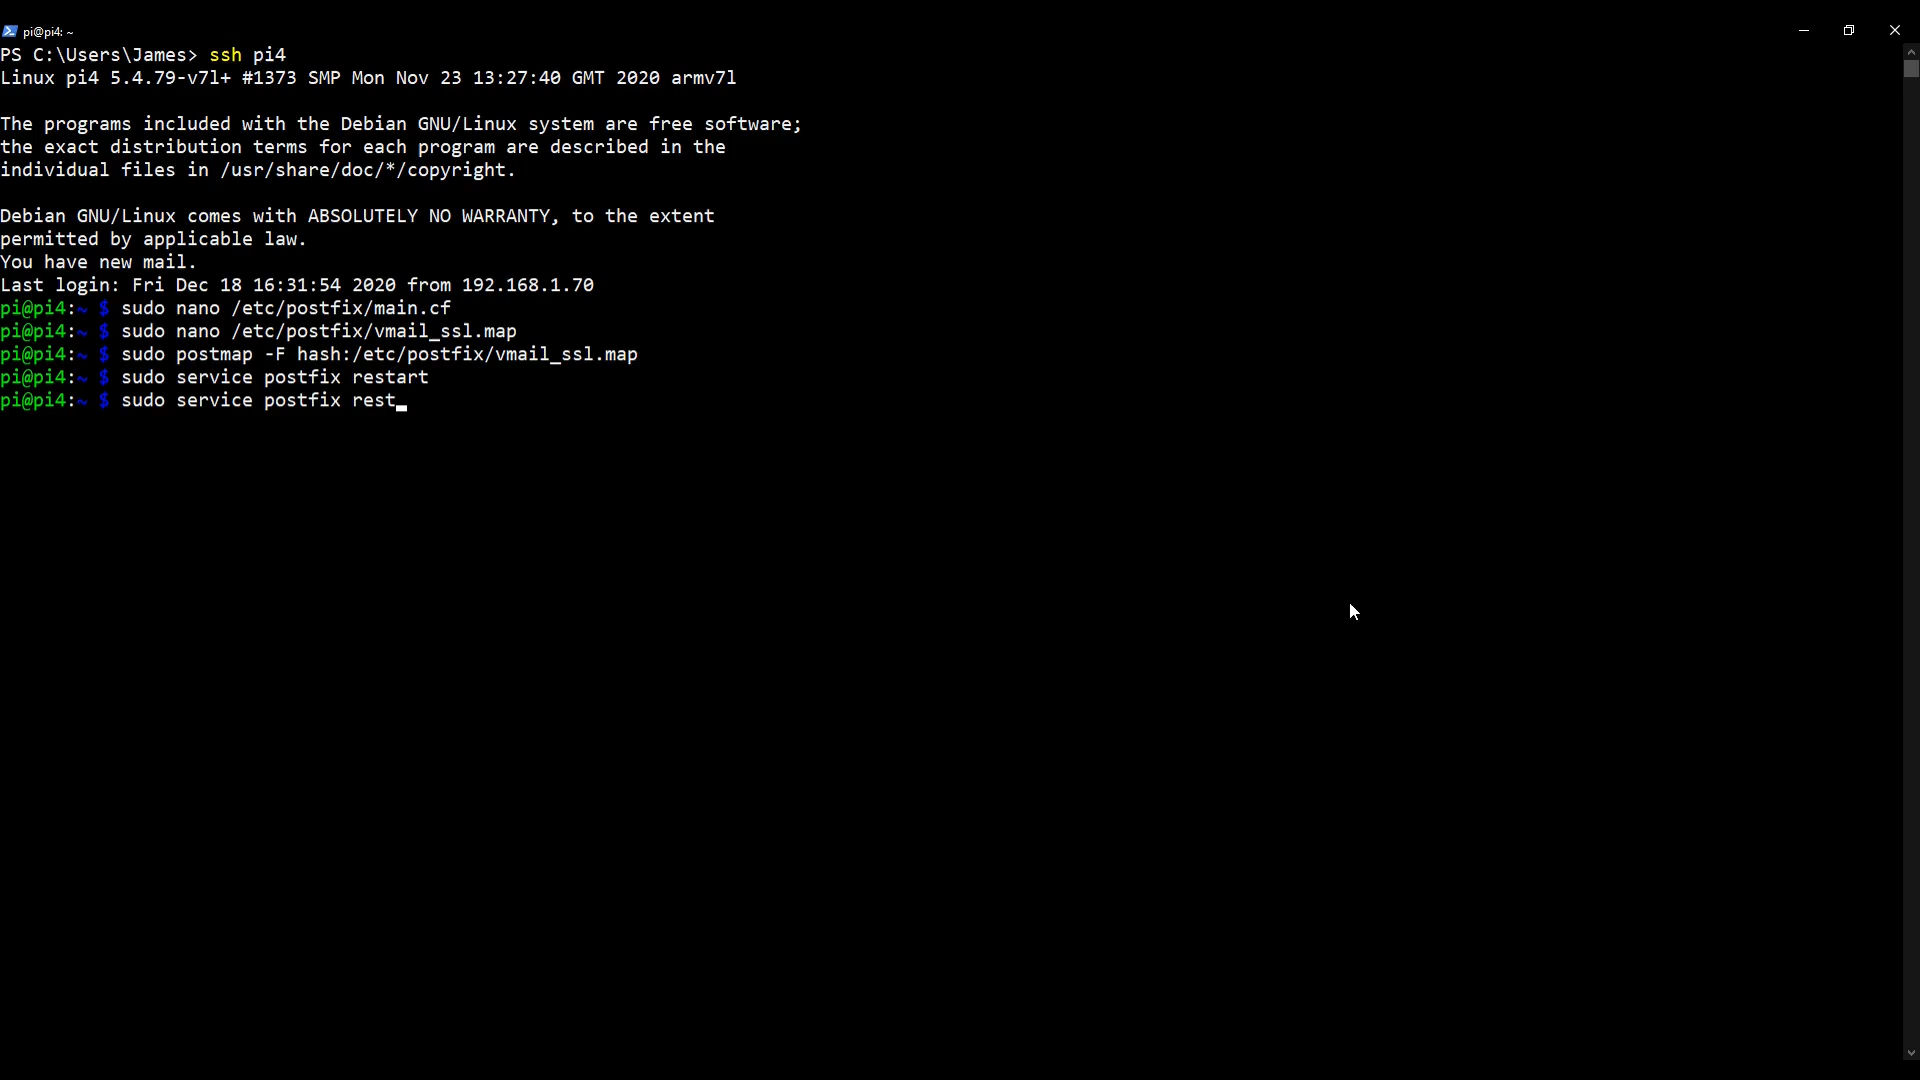 pi@pi4: ~
PS C:\Users\James> ssh pi4
Linux pi4 5.4.79-v7l+ #1373 SMP Mon Nov 23 13:27:40 GMT 2020 armv7l
The programs included with the Debian GNU/Linux system are free software;
the exact distribution terms for each program are described in the
individual files in /usr/share/doc/*/copyright.
Debian GNU/Linux comes with ABSOLUTELY NO WARRANTY, to the extent
permitted by applicable law.
You have new mail.
Last login: Fri Dec 18 16:31:54 2020 from 192.168.1.70
pi@pi4:~ $ sudo nano /etc/postfix/main.cf
pi@pi4:~ $ sudo nano /etc/postfix/vmail_ssl.map
pi@pi4:~ $ sudo postmap -F hash:/etc/postfix/vmail_ssl.map
pi@pi4:~ $ sudo service postfix restart
pi@pi4:~ $ sudo service postfix rest